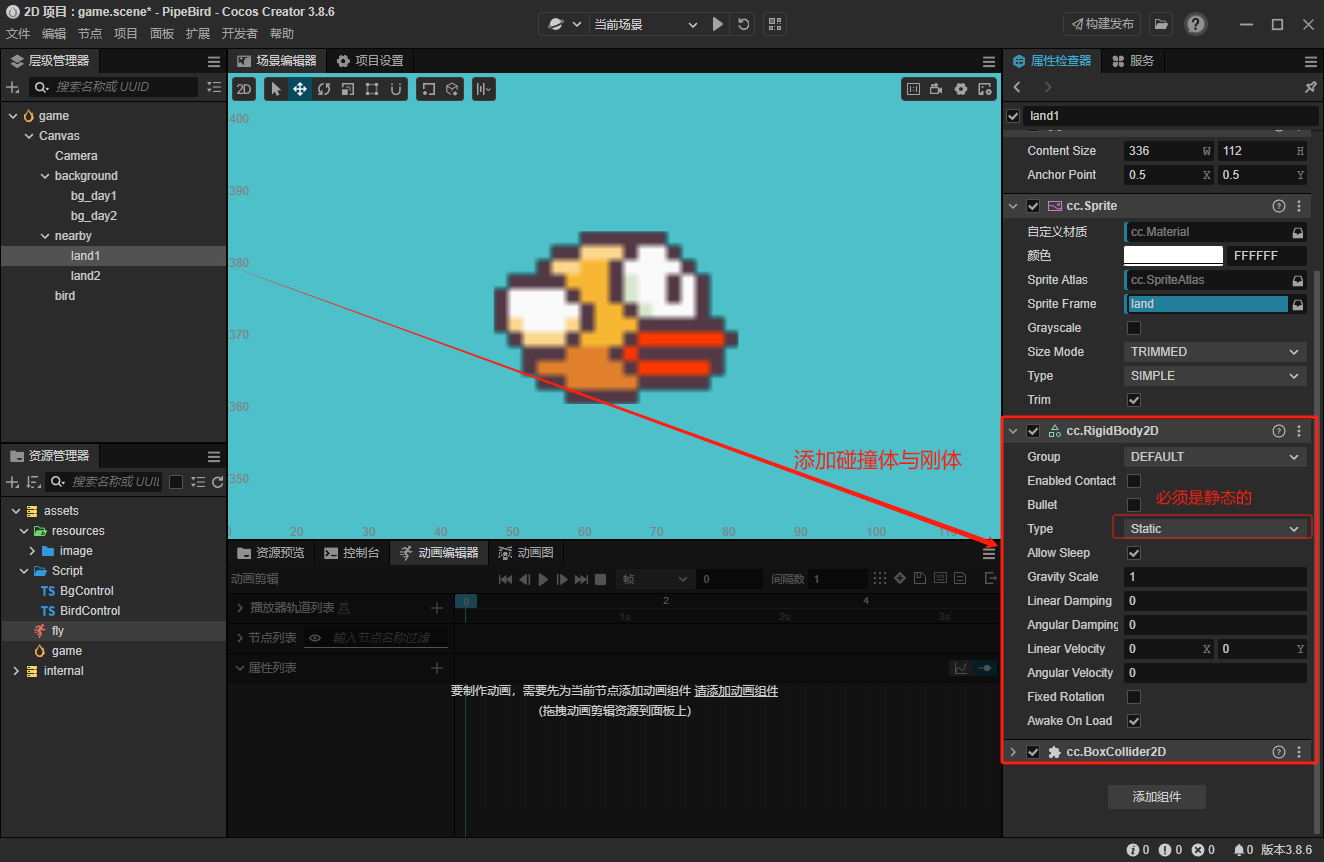 2D 项目 : game.scene* - PipeBird - Cocos Creator 3.8.6
文件 编辑 节点 项目 面板 扩展 开发者 帮助
当前场景
构建发布
层级管理器
搜索名称或 UUID
game
Canvas
Camera
background
bg_day1
bg_day2
nearby
land1
land2
bird
资源管理器
搜索名称或 UUI
assets
resources
image
Script
TS BgControl
TS BirdControl
fly
game
internal
场景编辑器 项目设置
2D
400
390
380
370
360
350
0 20 30 40 50 60 70 80 90 100 110 120
添加碰撞体与刚体
资源预览 控制台 动画编辑器 动画图
动画剪辑 帧 0 间隔数 1
播放器轨道列表 0 2 4
1s 2s 3s
节点列表 输入节点名称过滤
属性列表
要制作动画，需要先为当前节点添加动画组件 请添加动画组件
(拖拽动画剪辑资源到面板上)
属性检查器 服务
land1
Content Size 336 W 112 H
Anchor Point 0.5 X 0.5 Y
cc.Sprite
自定义材质 cc.Material
颜色 FFFFFF
Sprite Atlas cc.SpriteAtlas
Sprite Frame land
Grayscale
Size Mode TRIMMED
Type SIMPLE
Trim
cc.RigidBody2D
Group DEFAULT
Enabled Contact
Bullet 必须是静态的
Type Static
Allow Sleep
Gravity Scale 1
Linear Damping 0
Angular Damping 0
Linear Velocity 0 X 0 Y
Angular Velocity 0
Fixed Rotation
Awake On Load
cc.BoxCollider2D
添加组件
0 0 0 0 版本3.8.6